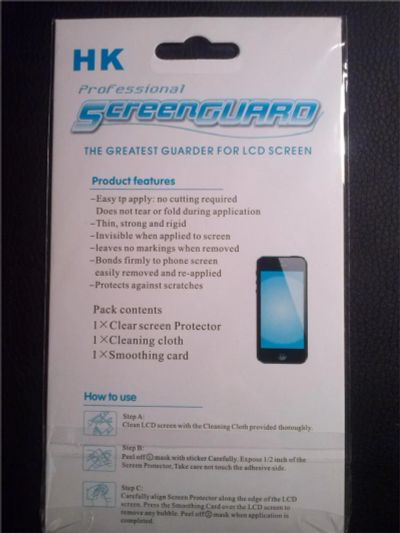 HK
Professional
ScreenGUARD
THE GREATEST GUARDER FOR LCD SCREEN
Product features
–Easy tp apply: no cutting required
Does not tear or fold during application
–Thin, strong and rigid
–Invisible when applied to screen
–leaves no markings when removed
–Bonds firmly to phone screen
easily removed and re-applied
–Protects against scratches
Pack contents
1×Clear screen Protector
1×Cleaning cloth
1×Smoothing card
How to use
Step A:
Clean LCD screen with the Cleaning Cloth provided thoroughly.
Step B:
Peel off①mask with sticker Carefully. Expose 1/2 inch of the
Screen Protector. Take care not touch the adhesive side.
Step C:
Carefully align Screen Protector along the edge of the LCD
screen. Press the Smoothing Card over the LCD screen to
remove any bubble. Peel off②mask when application is
completed.